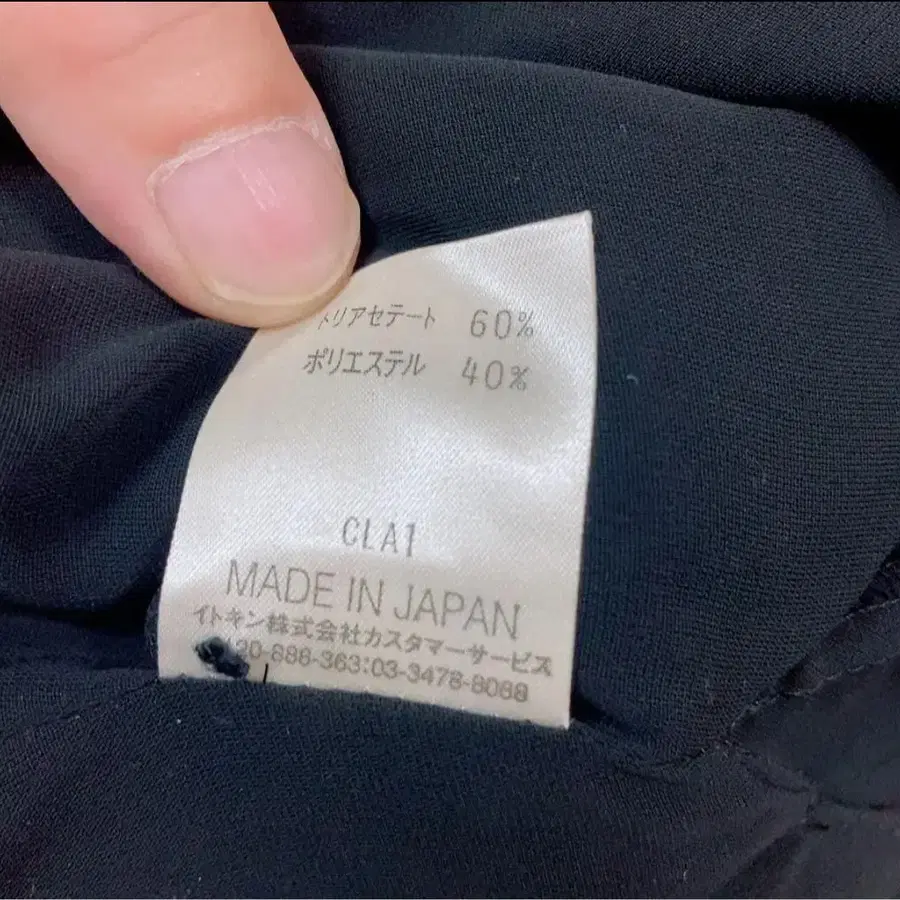 トリアセテート 60%
ポリエステル 40%
CLA1
MADE IN JAPAN
イトキン株式会社カスタマーサービス
20-888-363:03-3478-8088